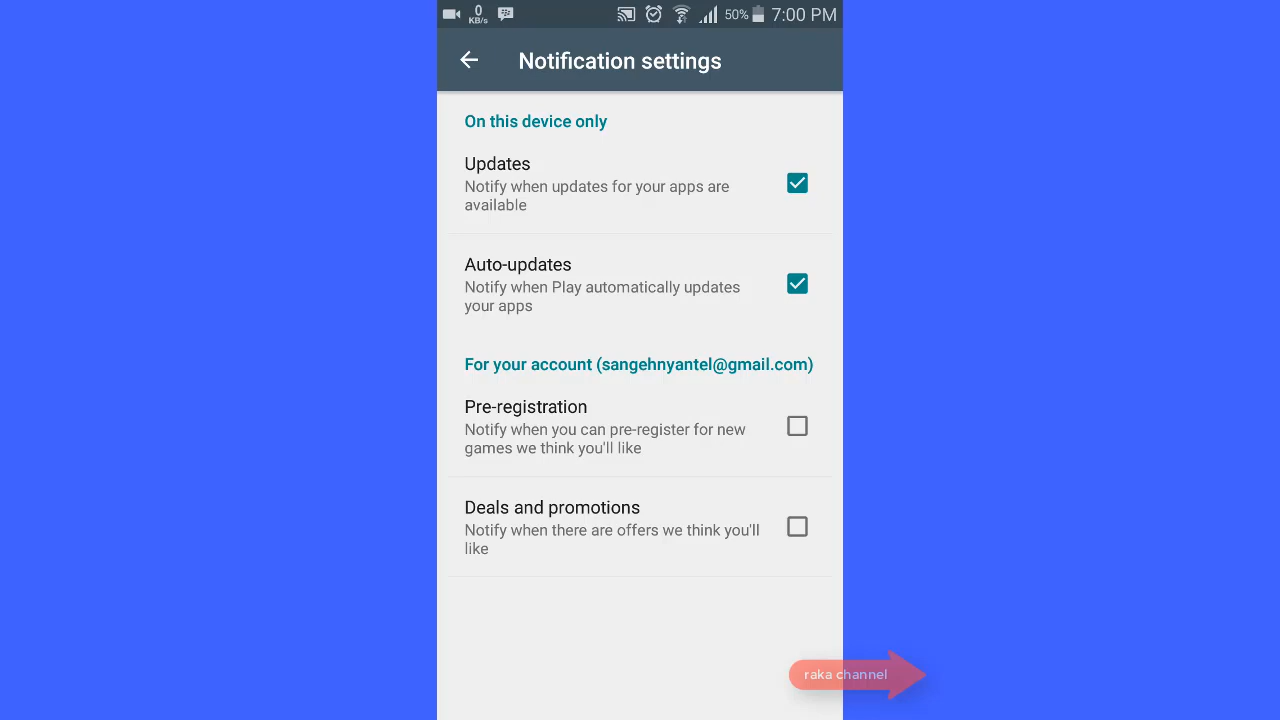 0
KB/s
50%
7:00 PM
Notification settings
On this device only
Updates
Notify when updates for your apps are
available
Auto-updates
Notify when Play automatically updates
your apps
For your account (sangehnyantel@gmail.com)
Pre-registration
Notify when you can pre-register for new
games we think you'll like
Deals and promotions
Notify when there are offers we think you'll
like
raka channel